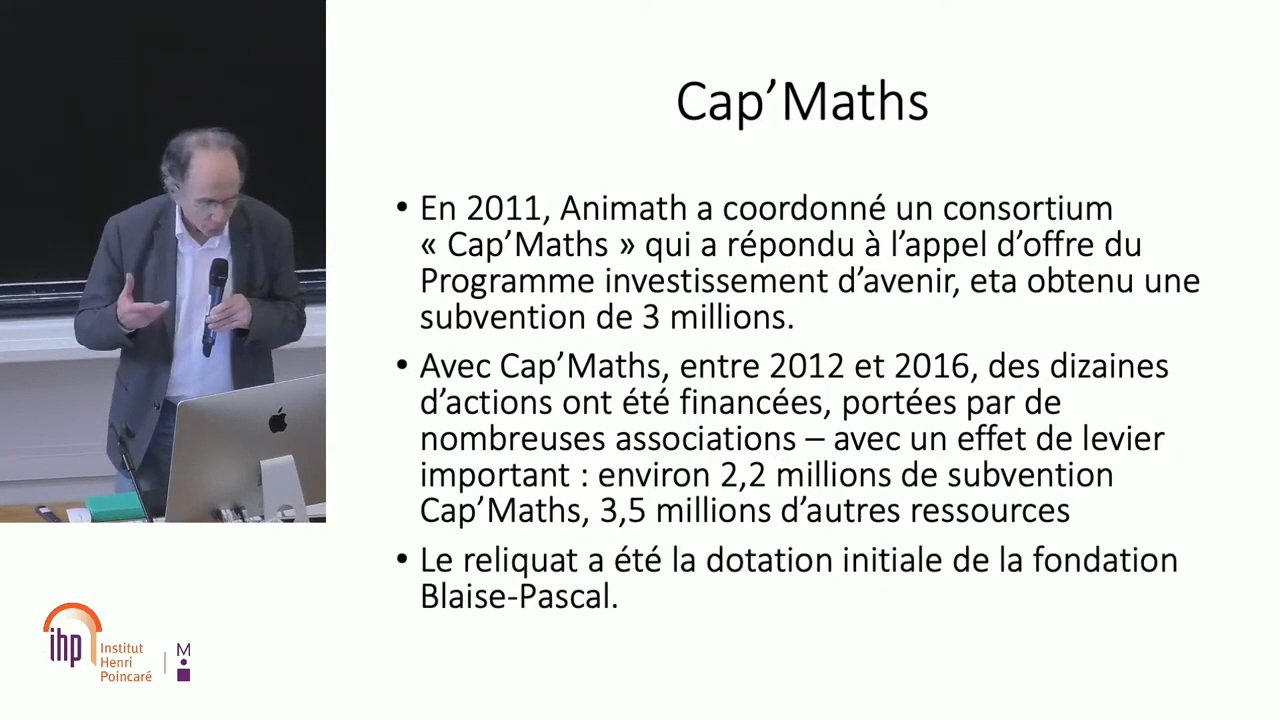 Cap’Maths
• En 2011, Animath a coordonné un consortium
« Cap’Maths » qui a répondu à l’appel d’offre du
Programme investissement d’avenir, eta obtenu une
subvention de 3 millions.
• Avec Cap’Maths, entre 2012 et 2016, des dizaines
d’actions ont été financées, portées par de
nombreuses associations – avec un effet de levier
important : environ 2,2 millions de subvention
Cap’Maths, 3,5 millions d’autres ressources
• Le reliquat a été la dotation initiale de la fondation
Blaise-Pascal.
ihp
Institut
Henri
Poincaré
M